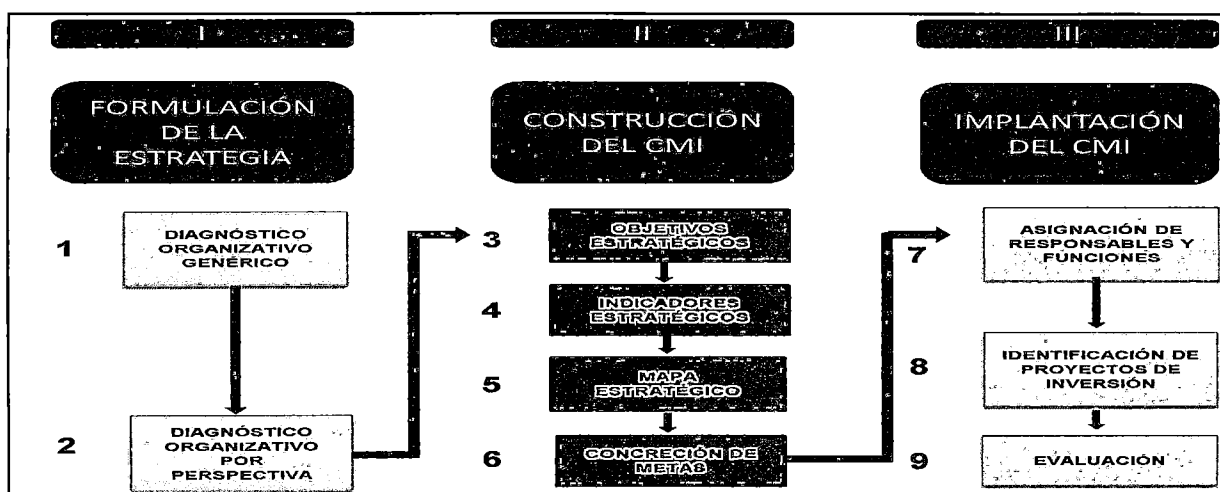 I
FORMULACIÓN
DE LA
ESTRATEGIA
1
DIAGNÓSTICO
ORGANIZATIVO
GENÉRICO
2
DIAGNÓSTICO
ORGANIZATIVO
POR
PERSPECTIVA
II
CONSTRUCCIÓN
DEL CMI
3
OBJETIVOS
ESTRATÉGICOS
4
INDICADORES
ESTRATÉGICOS
5
MAPA
ESTRATÉGICO
6
CONCRECIÓN DE
METAS
III
IMPLANTACIÓN
DEL CMI
7
ASIGNACIÓN DE
RESPONSABLES Y
FUNCIONES
8
IDENTIFICACIÓN DE
PROYECTOS DE
INVERSIÓN
9
EVALUACIÓN